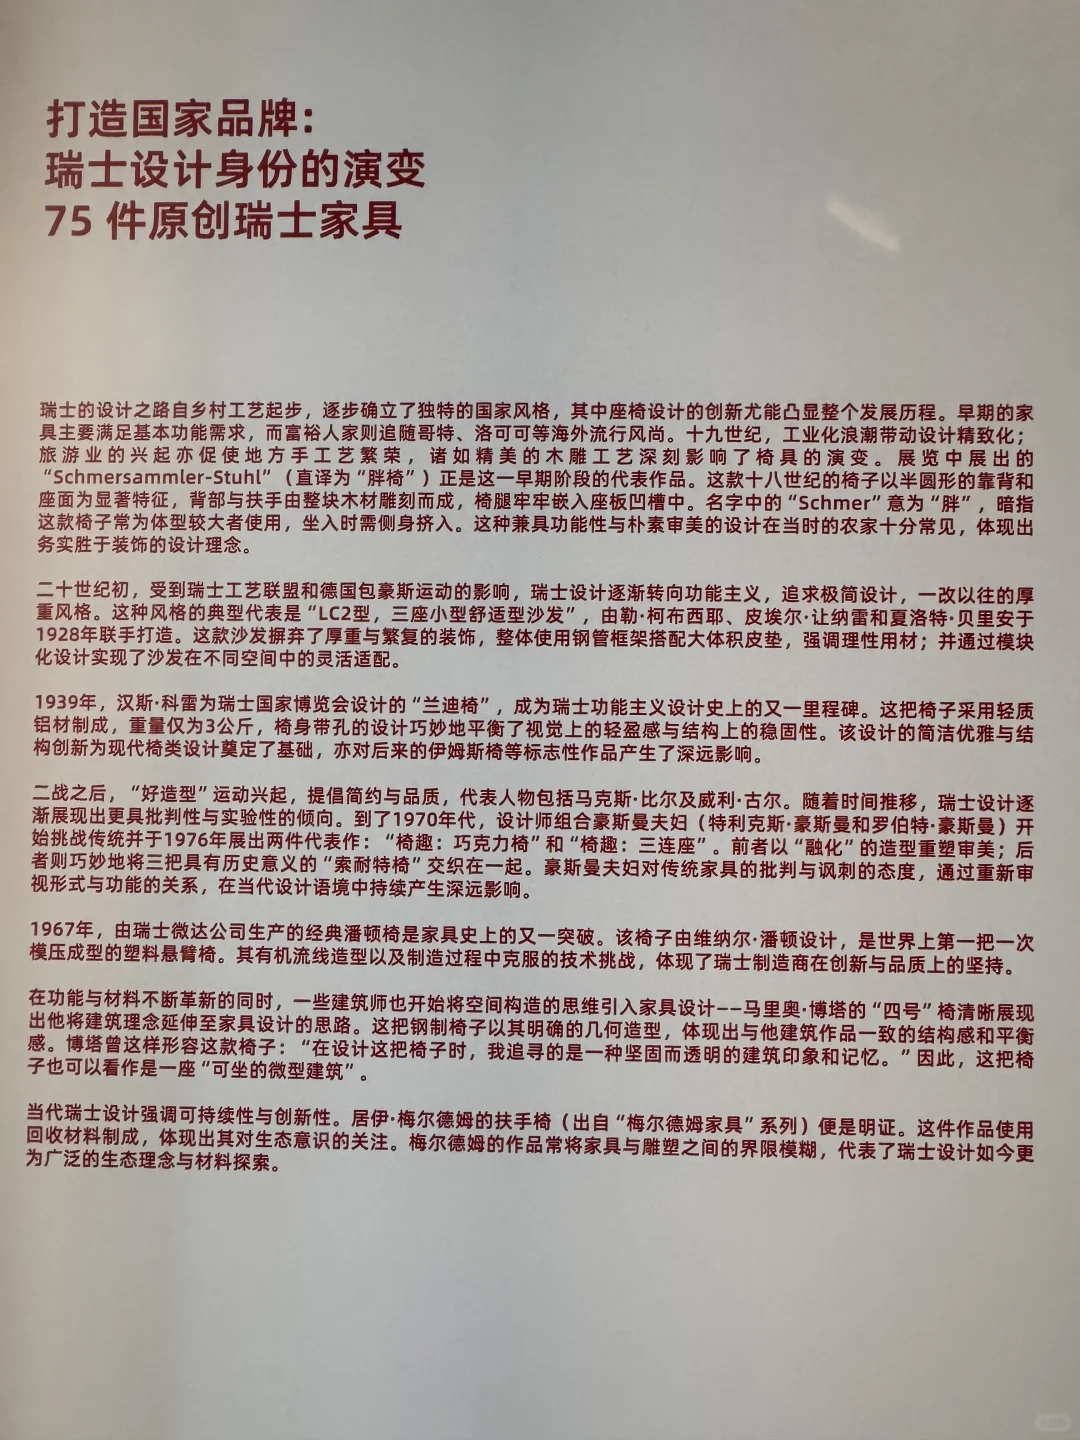 打造国家品牌：
瑞士设计身份的演变
75 件原创瑞士家具
瑞士的设计之路自乡村工艺起步，逐步确立了独特的国家风格，其中座椅设计的创新尤能凸显整个发展历程。早期的家
具主要满足基本功能需求，而富裕人家则追随哥特、洛可可等海外流行风尚。十九世纪，工业化浪潮带动设计精致化；
旅游业的兴起亦促使地方手工艺繁荣，诸如精美的木雕工艺深刻影响了椅具的演变。展览中展出的
“Schmersammler-Stuhl”（直译为“胖椅”）正是这一早期阶段的代表作品。这款十八世纪的椅子以半圆形的靠背和
座面为显著特征，背部与扶手由整块木材雕刻而成，椅腿牢牢嵌入座板凹槽中。名字中的“Schmer”意为“胖”，暗指
这款椅子常为体型较大者使用，坐入时需侧身挤入。这种兼具功能性与朴素审美的设计在当时的农家十分常见，体现出
务实胜于装饰的设计理念。
二十世纪初，受到瑞士工艺联盟和德国包豪斯运动的影响，瑞士设计逐渐转向功能主义，追求极简设计，一改以往的厚
重风格。这种风格的典型代表是“LC2型，三座小型舒适型沙发”，由勒·柯布西耶、皮埃尔·让纳雷和夏洛特·贝里安于
1928年联手打造。这款沙发摒弃了厚重与繁复的装饰，整体使用钢管框架搭配大体积皮垫，强调理性用材；并通过模块
化设计实现了沙发在不同空间中的灵活适配。
1939年，汉斯·科雷为瑞士国家博览会设计的“兰迪椅”，成为瑞士功能主义设计史上的又一里程碑。这把椅子采用轻质
铝材制成，重量仅为3公斤，椅身带孔的设计巧妙地平衡了视觉上的轻盈感与结构上的稳固性。该设计的简洁优雅与结
构创新为现代椅类设计奠定了基础，亦对后来的伊姆斯椅等标志性作品产生了深远影响。
二战之后，“好造型”运动兴起，提倡简约与品质，代表人物包括马克斯·比尔及威利·古尔。随着时间推移，瑞士设计逐
渐展现出更具批判性与实验性的倾向。到了1970年代，设计师组合豪斯曼夫妇（特利克斯·豪斯曼和罗伯特·豪斯曼）开
始挑战传统并于1976年展出两件代表作：“椅趣：巧克力椅”和“椅趣：三连座”。前者以“融化”的造型重塑审美；后
者则巧妙地将三把具有历史意义的“索耐特椅”交织在一起。豪斯曼夫妇对传统家具的批判与讽刺的态度，通过重新审
视形式与功能的关系，在当代设计语境中持续产生深远影响。
1967年，由瑞士微达公司生产的经典潘顿椅是家具史上的又一突破。该椅子由维纳尔·潘顿设计，是世界上第一把一次
模压成型的塑料悬臂椅。其有机流线造型以及制造过程中克服的技术挑战，体现了瑞士制造商在创新与品质上的坚持。
在功能与材料不断革新的同时，一些建筑师也开始将空间构造的思维引入家具设计——马里奥·博塔的“四号”椅清晰展现
出他将建筑理念延伸至家具设计的思路。这把钢制椅子以其明确的几何造型，体现出与他建筑作品一致的结构感和平衡
感。博塔曾这样形容这款椅子：“在设计这把椅子时，我追寻的是一种坚固而透明的建筑印象和记忆。”因此，这把椅
子也可以看作是一座“可坐的微型建筑”。
当代瑞士设计强调可持续性与创新性。居伊·梅尔德姆的扶手椅（出自“梅尔德姆家具”系列）便是明证。这件作品使用
回收材料制成，体现出其对生态意识的关注。梅尔德姆的作品常将家具与雕塑之间的界限模糊，代表了瑞士设计如今更
为广泛的生态理念与材料探索。